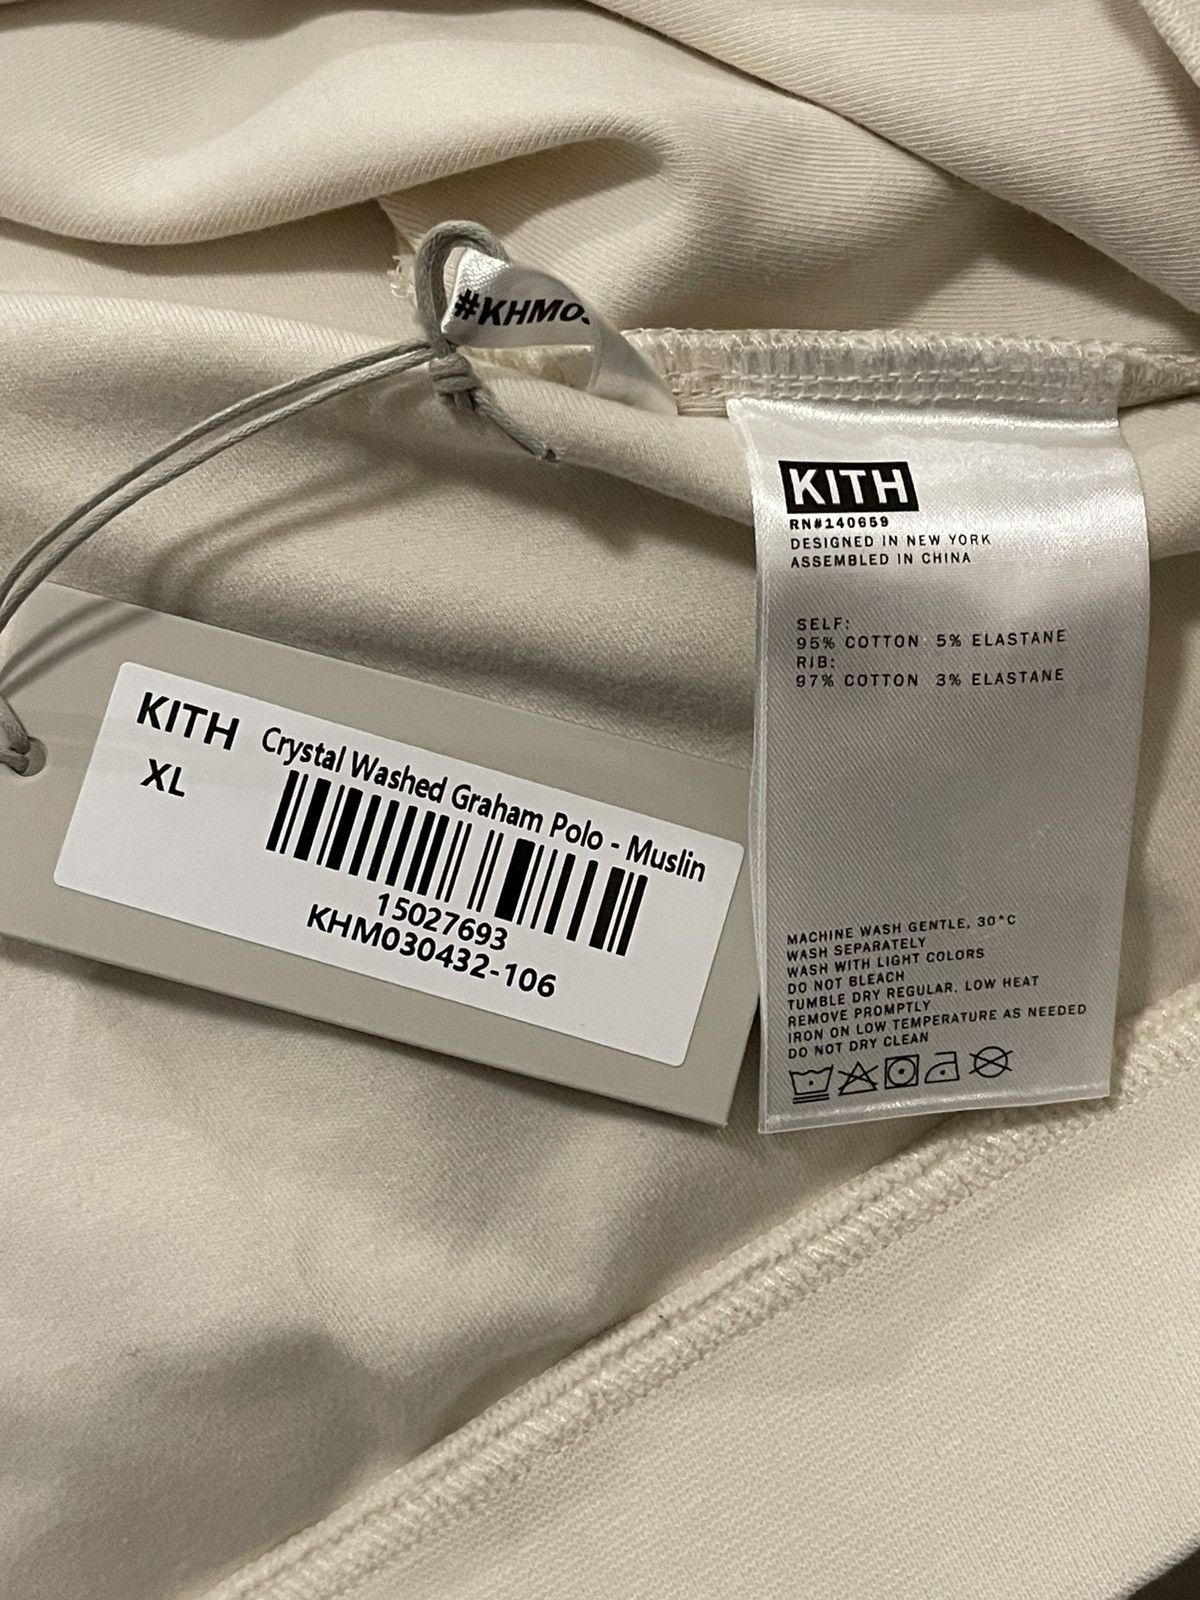 #KHM03
KITH
RN#140659
DESIGNED IN NEW YORK
ASSEMBLED IN CHINA
SELF:
95% COTTON 5% ELASTANE
RIB:
97% COTTON 3% ELASTANE
MACHINE WASH GENTLE, 30°C
WASH SEPARATELY
WASH WITH LIGHT COLORS
DO NOT BLEACH
TUMBLE DRY REGULAR, LOW HEAT
REMOVE PROMPTLY
IRON ON LOW TEMPERATURE AS NEEDED
DO NOT DRY CLEAN
KITH Crystal Washed Graham Polo - Muslin
XL
15027693
KHM030432-106